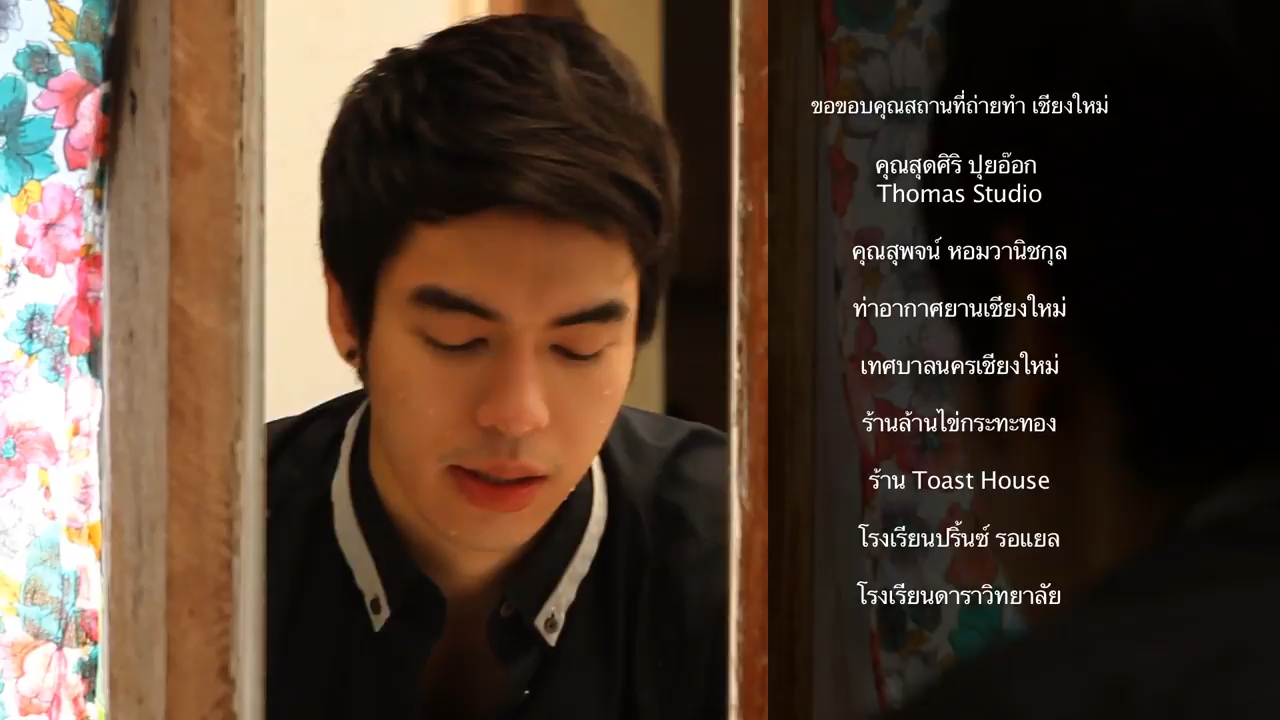 ขอขอบคุณสถานที่ถ่ายทำ เชียงใหม่
คุณสุดศิริ ปุยอ๊อก
Thomas Studio
คุณสุพจน์ หอมวานิชกุล
ท่าอากาศยานเชียงใหม่
เทศบาลนครเชียงใหม่
ร้านล้านไข่กระทะทอง
ร้าน Toast House
โรงเรียนปริ้นซ์ รอแยล
โรงเรียนดาราวิทยาลัย